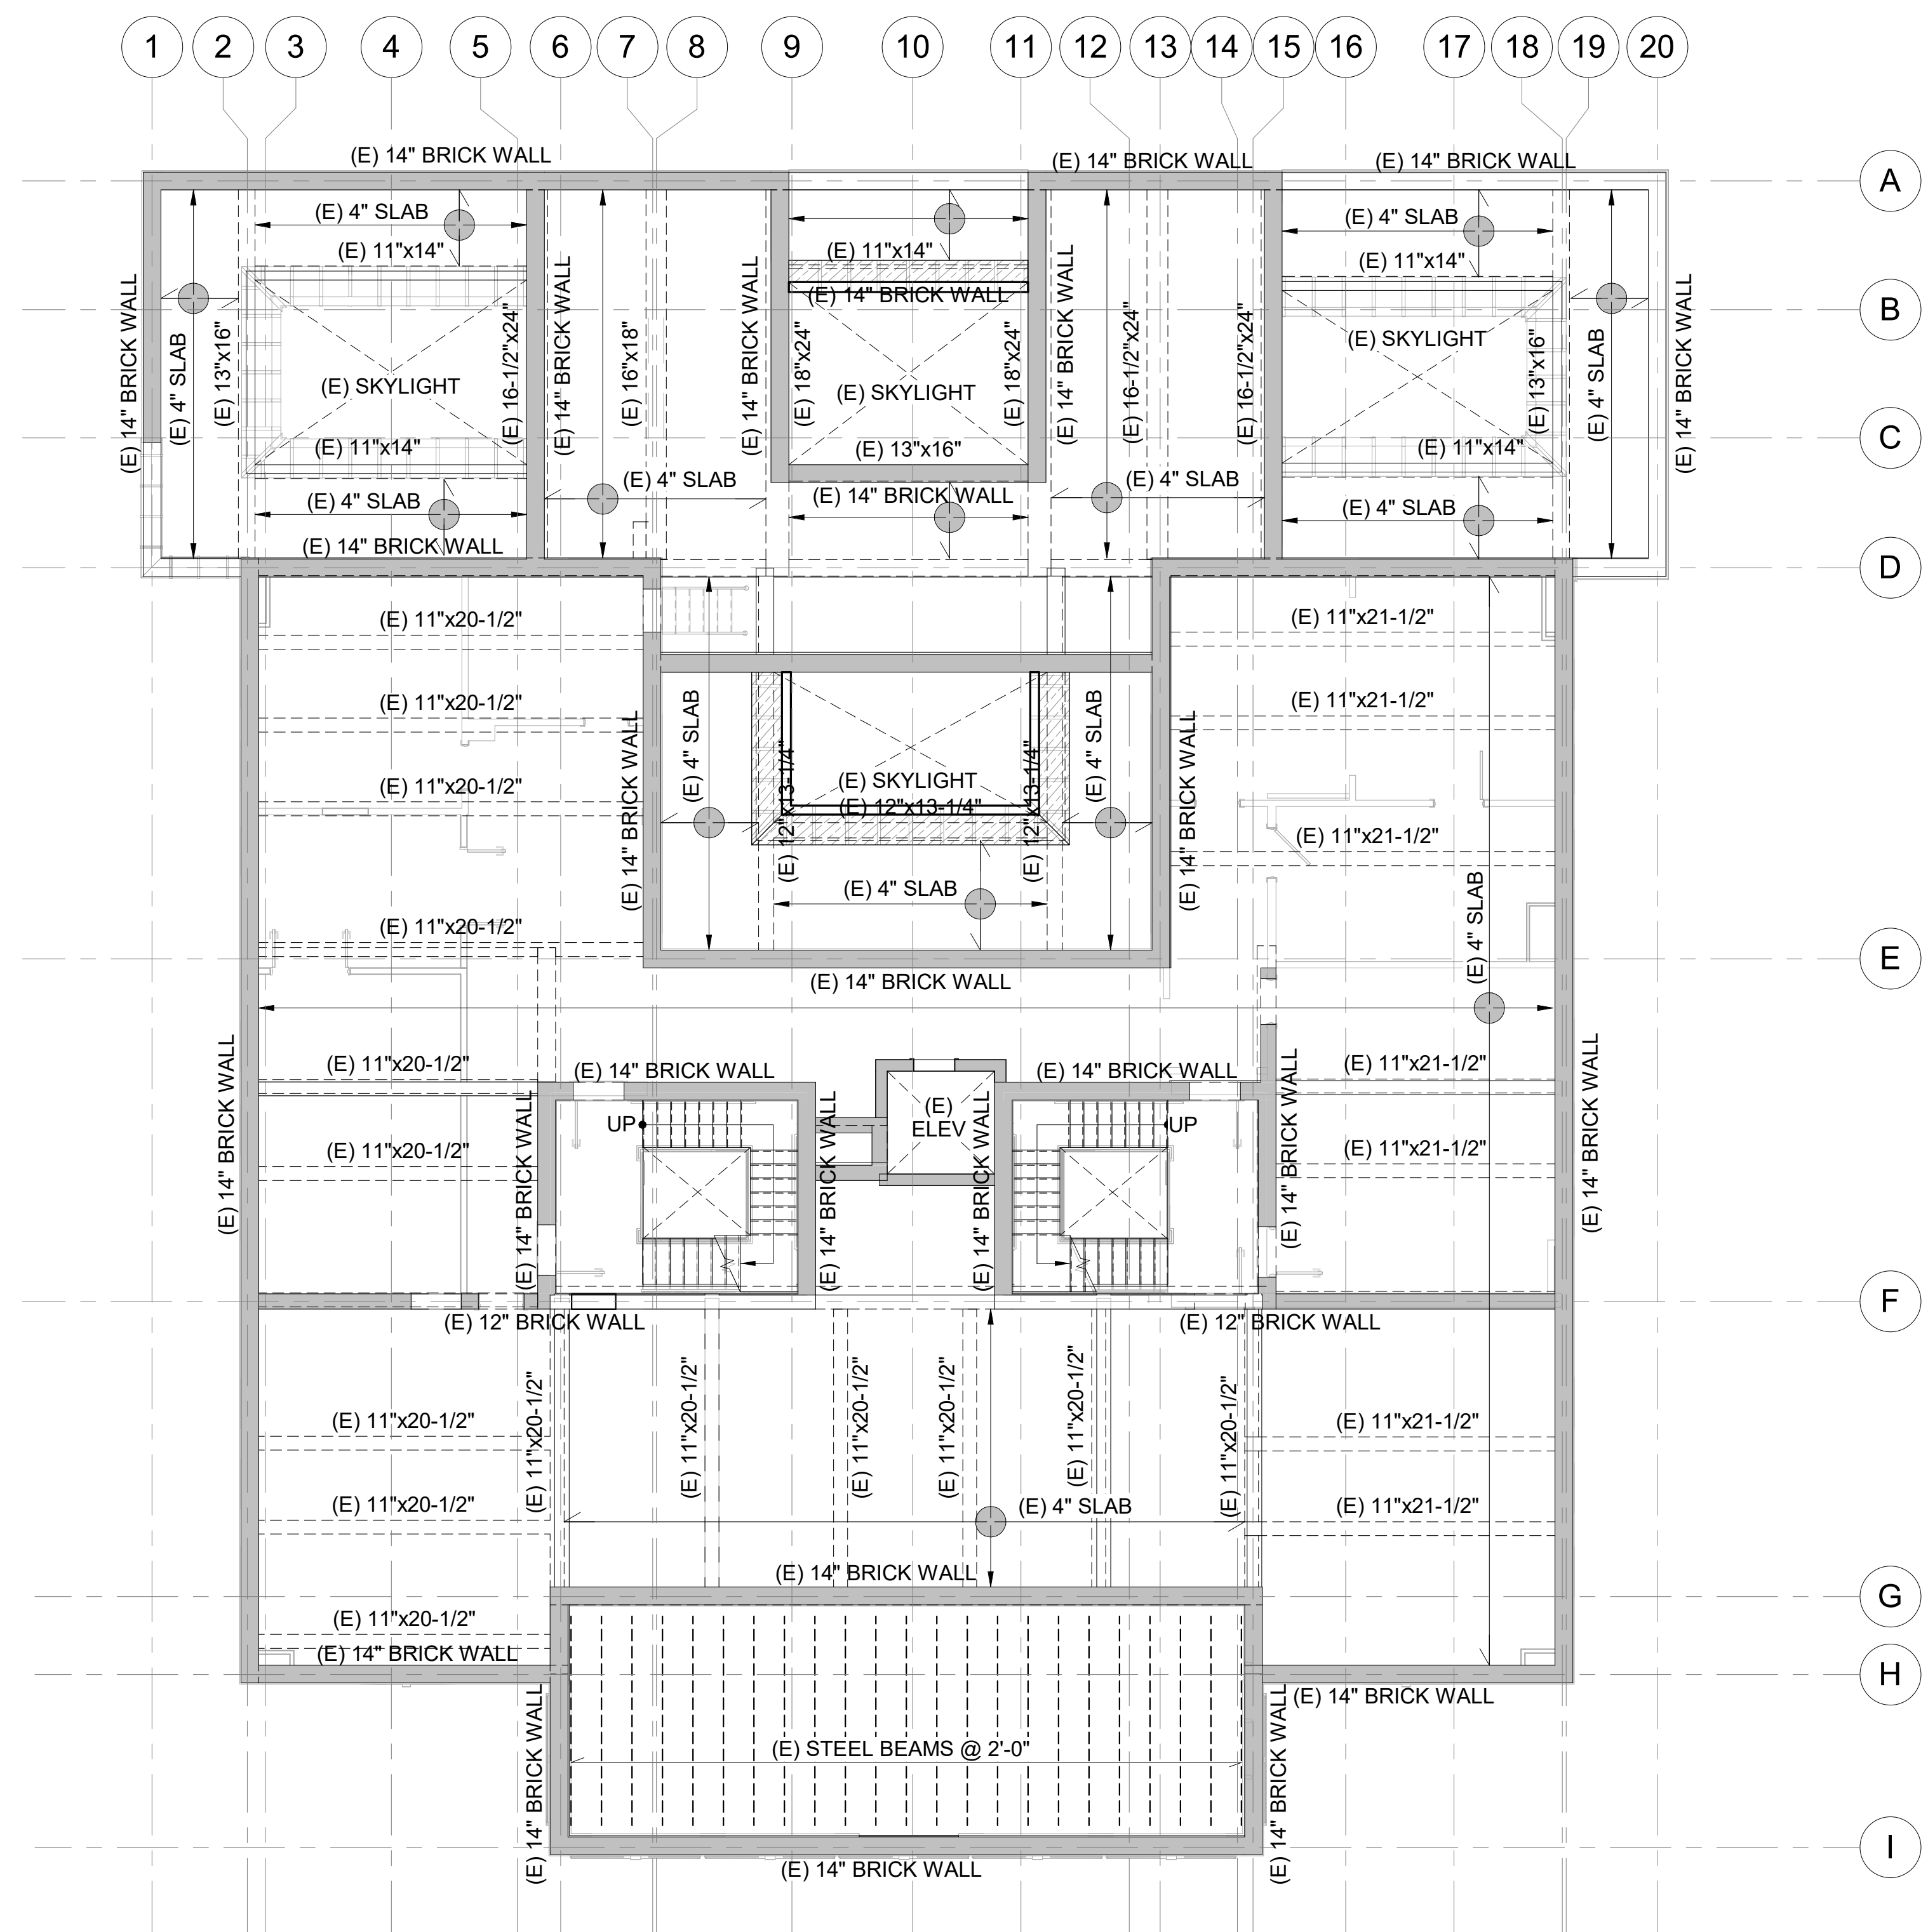 1 2 3 4 5 6 7 8 9 10 11 12 13 14 15 16 17 18 19 20
A
B
C
D
E
F
G
H
I
(E) 14" BRICK WALL
(E) 14" BRICK WALL
(E) 14" BRICK WALL
(E) 4" SLAB
(E) 11"x14"
(E) 14" BRICK WALL
(E) 4" SLAB
(E) 13"x16"
(E) SKYLIGHT
(E) 11"x14"
(E) 4" SLAB
(E) 14" BRICK WALL
(E) 16-1/2"x24"
(E) 14" BRICK WALL
(E) 16"x18"
(E) 4" SLAB
(E) 14" BRICK WALL
(E) 18"x24"
(E) 11"x14"
(E) 14" BRICK WALL
(E) SKYLIGHT
(E) 13"x16"
(E) 14" BRICK WALL
(E) 18"x24"
(E) 14" BRICK WALL
(E) 16-1/2"x24"
(E) 4" SLAB
(E) 16-1/2"x24"
(E) 4" SLAB
(E) 11"x14"
(E) SKYLIGHT
(E) 13"x16"
(E) 11"x14"
(E) 4" SLAB
(E) 4" SLAB
(E) 14" BRICK WALL
(E) 11"x20-1/2"
(E) 11"x20-1/2"
(E) 11"x20-1/2"
(E) 11"x20-1/2"
(E) 14" BRICK WALL
(E) 4" SLAB
(E) 12"x13-1/4"
(E) SKYLIGHT
(E) 12"x13-1/4"
(E) 12"x13-1/4"
(E) 4" SLAB
(E) 4" SLAB
(E) 14" BRICK WALL
(E) 14" BRICK WALL
(E) 11"x21-1/2"
(E) 11"x21-1/2"
(E) 11"x21-1/2"
(E) 4" SLAB
(E) 14" BRICK WALL
(E) 11"x20-1/2"
(E) 11"x20-1/2"
(E) 14" BRICK WALL
(E) 14" BRICK WALL
UP
(E) 14" BRICK WALL
(E)
ELEV
(E) 14" BRICK WALL
(E) 14" BRICK WALL
UP
(E) 14" BRICK WALL
(E) 11"x21-1/2"
(E) 11"x21-1/2"
(E) 14" BRICK WALL
(E) 12" BRICK WALL
(E) 12" BRICK WALL
(E) 11"x20-1/2"
(E) 11"x20-1/2"
(E) 11"x20-1/2"
(E) 11"x20-1/2"
(E) 11"x20-1/2"
(E) 11"x20-1/2"
(E) 11"x20-1/2"
(E) 11"x20-1/2"
(E) 4" SLAB
(E) 11"x20-1/2"
(E) 11"x21-1/2"
(E) 11"x21-1/2"
(E) 14" BRICK WALL
(E) 14" BRICK WALL
(E) 14" BRICK WALL
(E) 14" BRICK WALL
(E) STEEL BEAMS @ 2'-0"
(E) 14" BRICK WALL
(E) 14" BRICK WALL